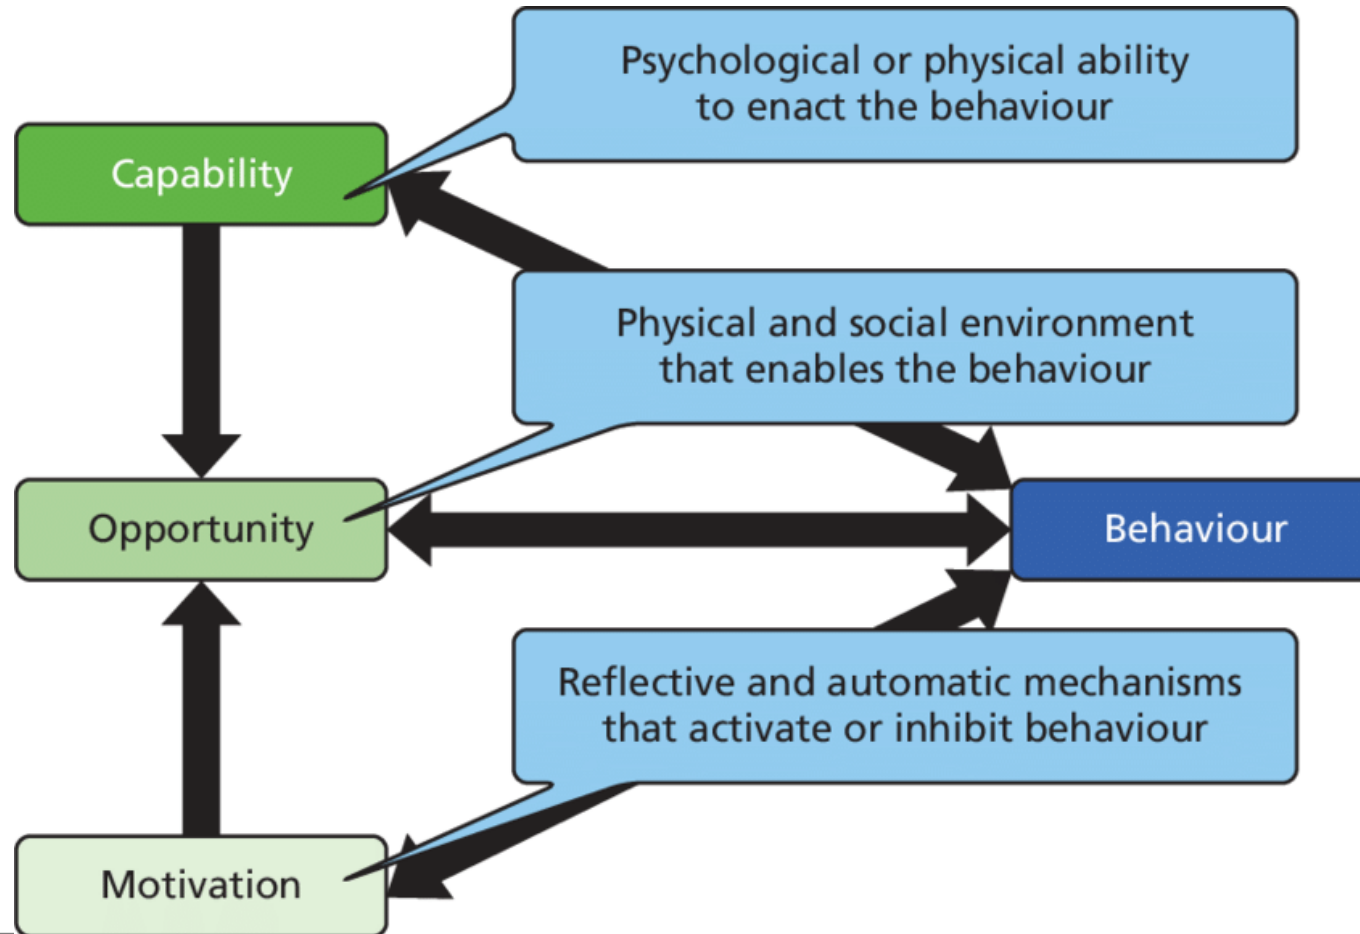 Psychological or physical ability
to enact the behaviour
Capability
Physical and social environment
that enables the behaviour
Opportunity
Behaviour
Reflective and automatic mechanisms
that activate or inhibit behaviour
Motivation